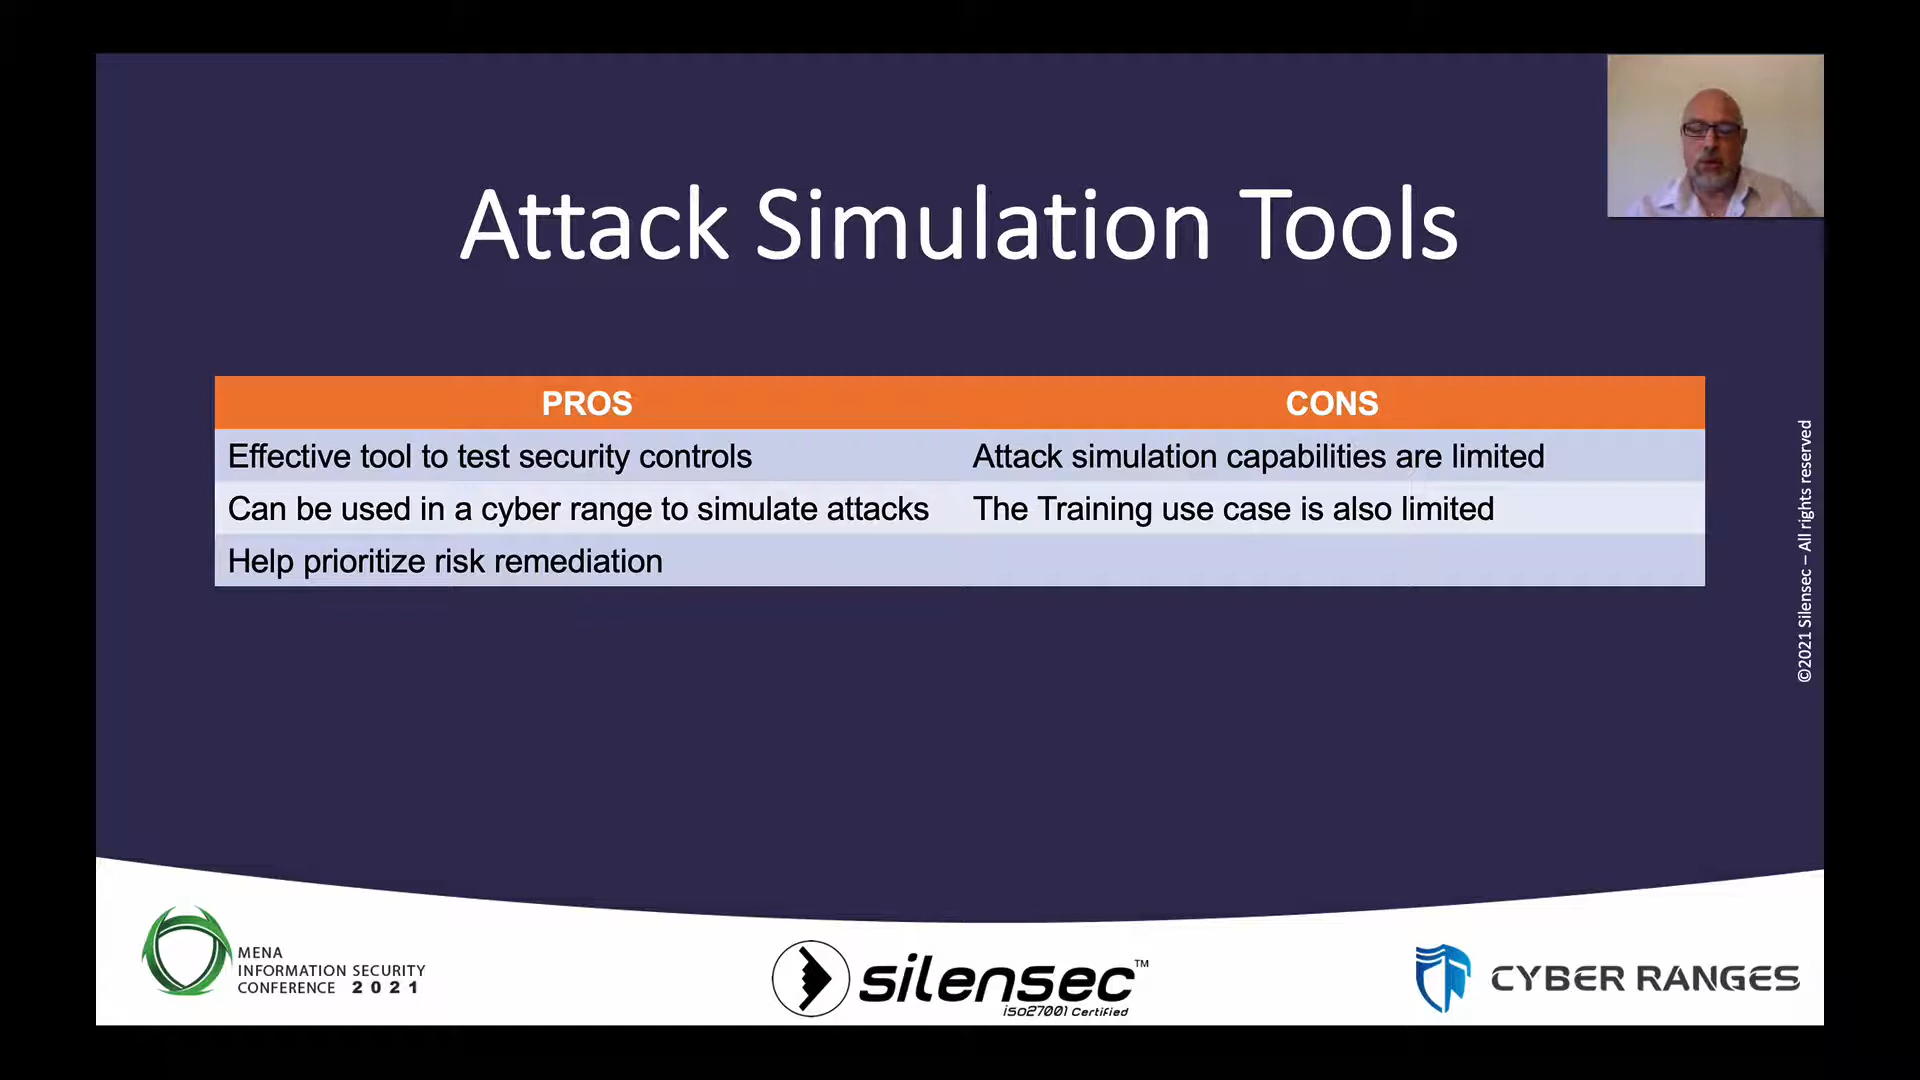 Attack Simulation Tools
PROS
CONS
Effective tool to test security controls
Attack simulation capabilities are limited
Can be used in a cyber range to simulate attacks
The Training use case is also limited
Help prioritize risk remediation
©2021 Silensec – All rights reserved
MENA
INFORMATION SECURITY
CONFERENCE 2021
silensec™
iso27001 Certified
CYBER RANGES